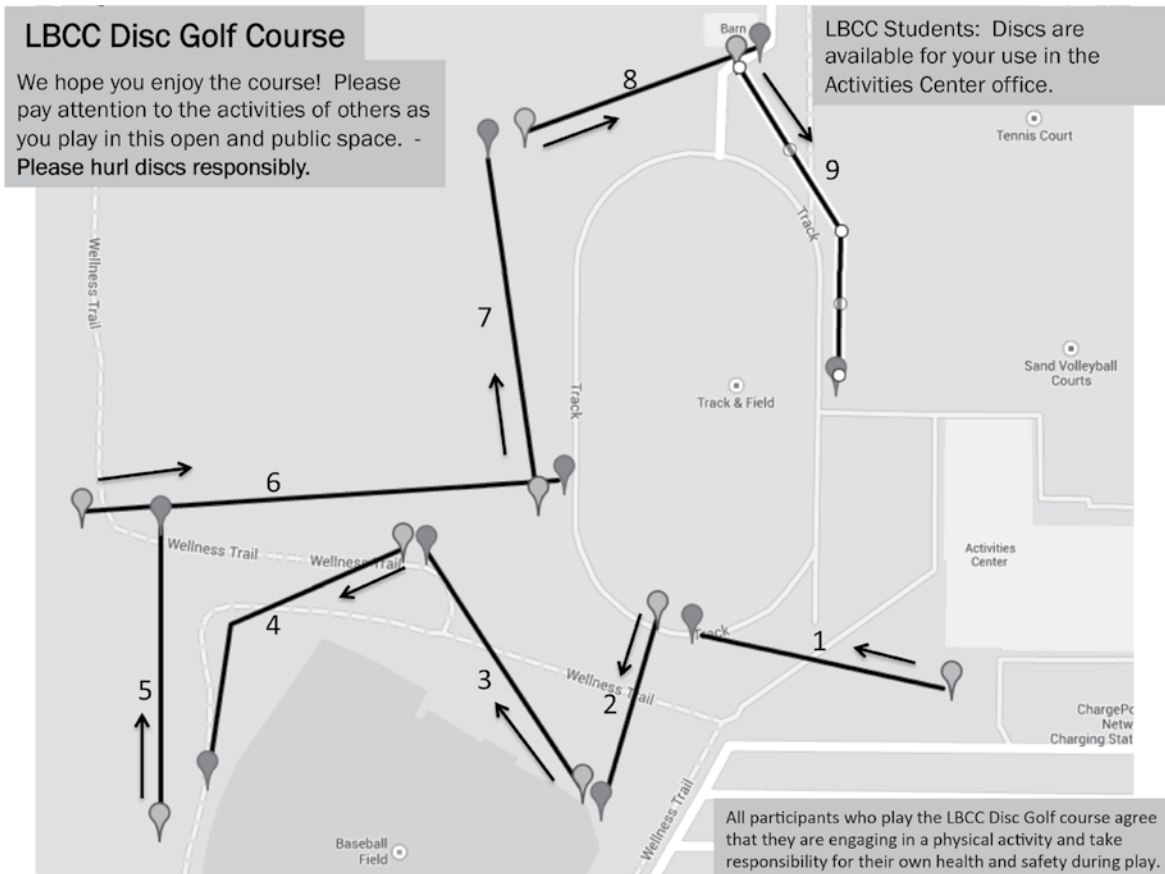 LBCC Disc Golf Course
We hope you enjoy the course!  Please
pay attention to the activities of others as
you play in this open and public space.  -
Please hurl discs responsibly.
LBCC Students:  Discs are
available for your use in the
Activities Center office.
Barn
8
Tennis Court
9
Track
Wellness Trail
7
Sand Volleyball
Courts
Track
Track & Field
6
Wellness Trail
Wellness Trail
Activities
Center
4
Track
1
3
Wellness Trail
2
5
ChargePo
Netw
Charging Stat
Wellness Trail
Baseball
Field
All participants who play the LBCC Disc Golf course agree
that they are engaging in a physical activity and take
responsibility for their own health and safety during play.